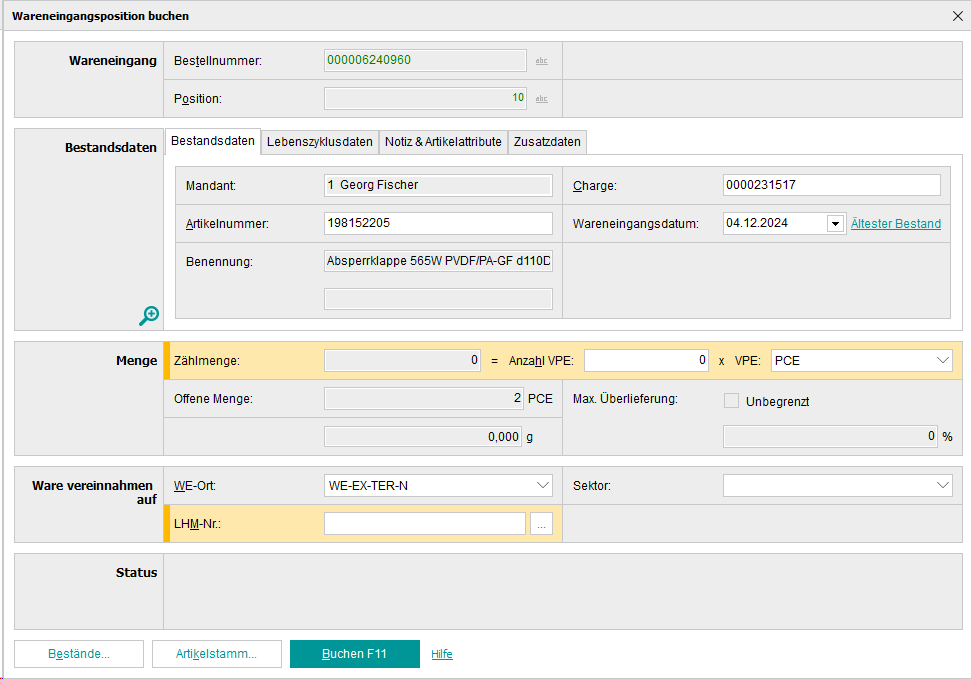 Wareneingangsposition buchen
Wareneingang
Bestellnummer: 000006240960 abc
Position: 10 abc
Bestandsdaten
Bestandsdaten Lebenszyklusdaten Notiz & Artikelattribute Zusatzdaten
Mandant: 1 Georg Fischer Charge: 0000231517
Artikelnummer: 198152205 Wareneingangsdatum: 04.12.2024 Ältester Bestand
Benennung: Absperrklappe 565W PVDF/PA-GF d110D
Menge Zählmenge: 0 = Anzahl VPE: 0 x VPE: PCE
Offene Menge: 2 PCE Max. Überlieferung: Unbegrenzt
0,000 g 0 %
Ware vereinnahmen auf
WE-Ort: WE-EX-TER-N Sektor:
LHM-Nr.: ...
Status
Bestände... Artikelstamm... Buchen F11 Hilfe